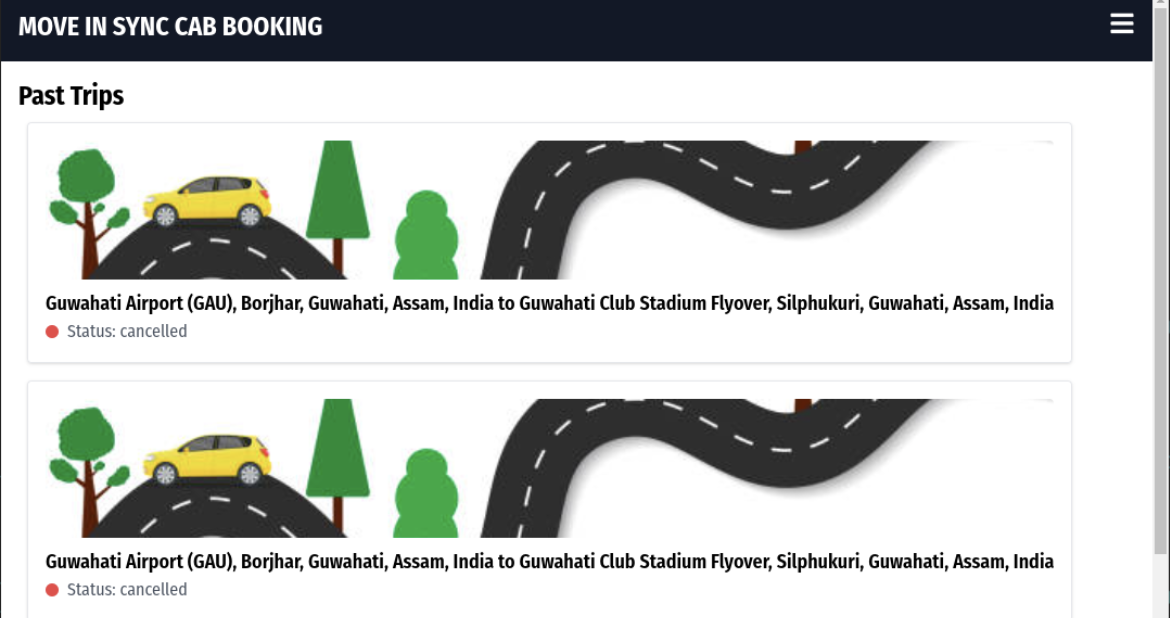 MOVE IN SYNC CAB BOOKING
Past Trips
Guwahati Airport (GAU), Borjhar, Guwahati, Assam, India to Guwahati Club Stadium Flyover, Silphukuri, Guwahati, Assam, India
Status: cancelled
Guwahati Airport (GAU), Borjhar, Guwahati, Assam, India to Guwahati Club Stadium Flyover, Silphukuri, Guwahati, Assam, India
Status: cancelled